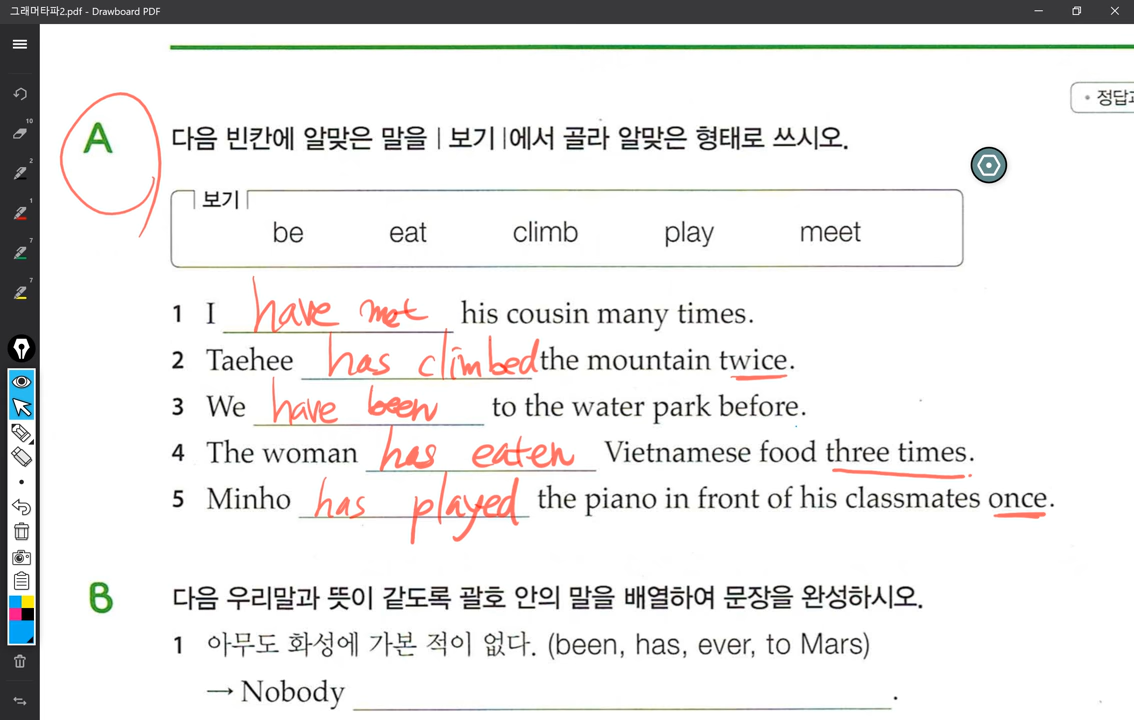 그래머타파2.pdf - Drawboard PDF
정답과
A 다음 빈칸에 알맞은 말을 | 보기 |에서 골라 알맞은 형태로 쓰시오.
보기
be eat climb play meet
1 I have met his cousin many times.
2 Taehee has climbed the mountain twice.
3 We have been to the water park before.
4 The woman has eaten Vietnamese food three times.
5 Minho has played the piano in front of his classmates once.
B 다음 우리말과 뜻이 같도록 괄호 안의 말을 배열하여 문장을 완성하시오.
1 아무도 화성에 가본 적이 없다. (been, has, ever, to Mars)
→ Nobody ______ .
10
2
1
7
7